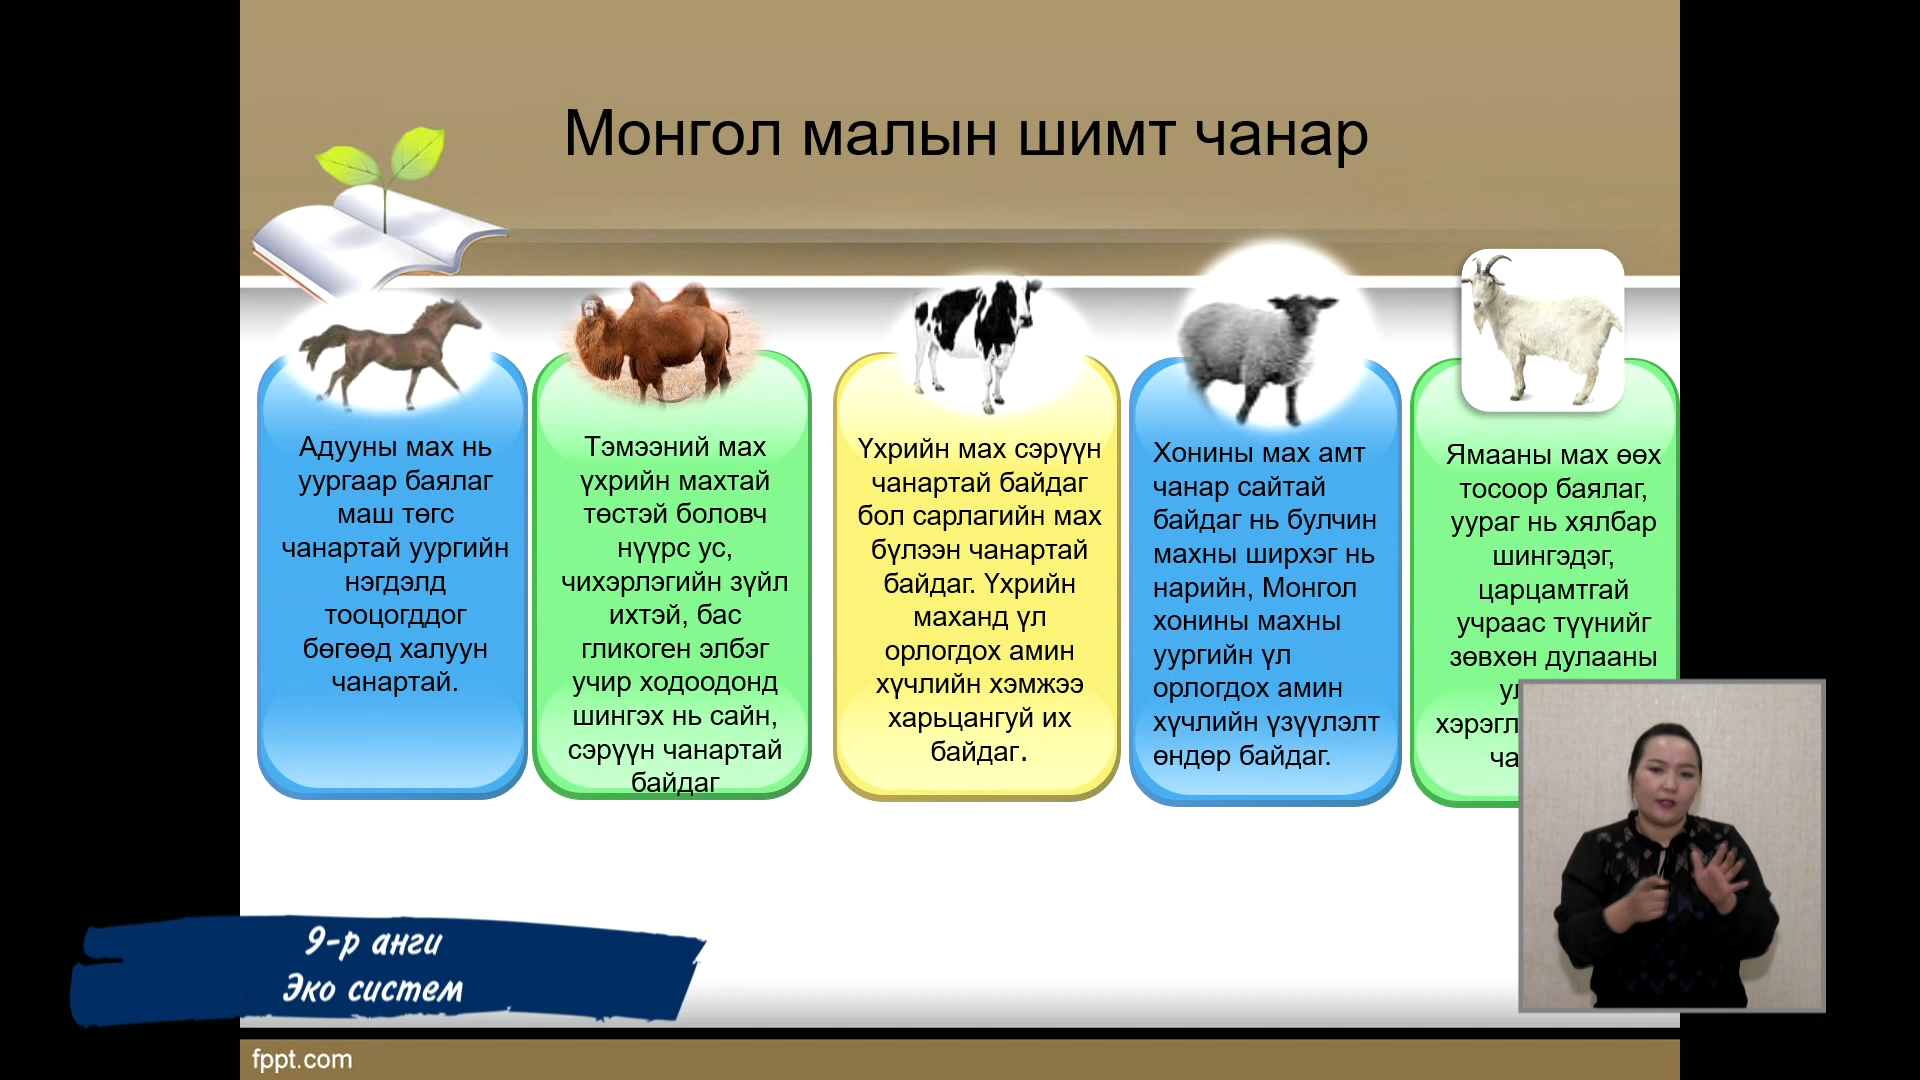 Монгол малын шимт чанар
Адууны мах нь
уургаар баялаг
маш төгс
чанартай уургийн
нэгдэлд
тооцогддог
бөгөөд халуун
чанартай.
Тэмээний мах
үхрийн махтай
төстэй боловч
нүүрс ус,
чихэрлэгийн зүйл
ихтэй, бас
гликоген элбэг
учир ходоодонд
шингэх нь сайн,
сэрүүн чанартай
байдаг
Үхрийн мах сэрүүн
чанартай байдаг
бол сарлагийн мах
бүлээн чанартай
байдаг. Үхрийн
маханд үл
орлогдох амин
хүчлийн хэмжээ
харьцангуй их
байдаг.
Хонины мах амт
чанар сайтай
байдаг нь булчин
махны ширхэг нь
нарийн, Монгол
хонины махны
уургийн үл
орлогдох амин
хүчлийн үзүүлэлт
өндөр байдаг.
Ямааны мах өөх
тосоор баялаг,
уураг нь хялбар
шингэдэг,
царцамтгай
учраас түүнийг
зөвхөн дулааны
9-р анги
Эко систем
fppt.com